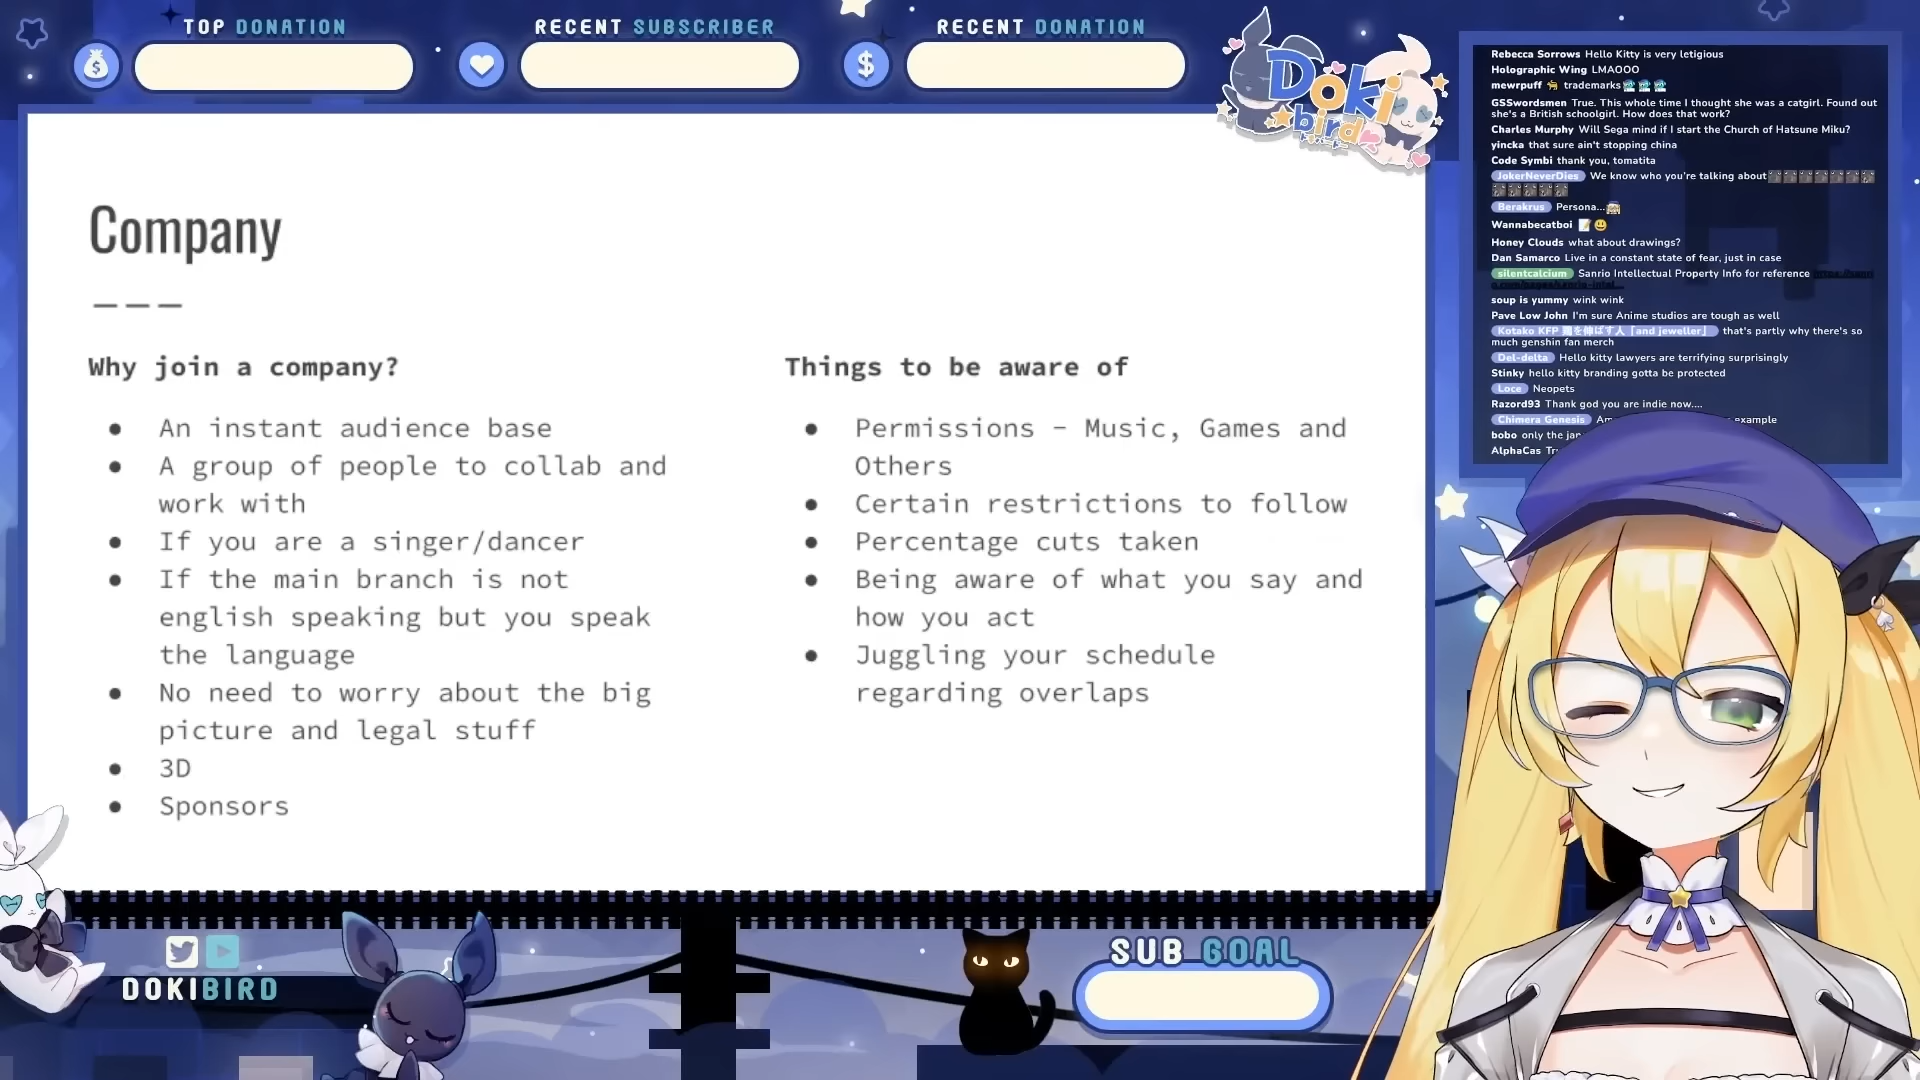 TOP DONATION
RECENT SUBSCRIBER
RECENT DONATION
Doki
bird
Company
Why join a company?
● An instant audience base
● A group of people to collab and
work with
● If you are a singer/dancer
● If the main branch is not
english speaking but you speak
the language
● No need to worry about the big
picture and legal stuff
● 3D
● Sponsors
Things to be aware of
● Permissions - Music, Games and
Others
● Certain restrictions to follow
● Percentage cuts taken
● Being aware of what you say and
how you act
● Juggling your schedule
regarding overlaps
Rebecca Sorrows Hello Kitty is very letigious
Holographic Wing LMAOOO
mewrpuff trademarks
GSSwordsmen True. This whole time I thought she was a catgirl. Found out
she's a British schoolgirl. How does that work?
Charles Murphy Will Sega mind if I start the Church of Hatsune Miku?
yincka that sure ain't stopping china
Code Symbi thank you, tomatita
JokerNeverDies We know who you're talking about
Berakrus Persona...
Wannabecatboi
Honey Clouds what about drawings?
Dan Samarco Live in a constant state of fear, just in case
silentcalcium Sanrio Intellectual Property Info for reference
soup is yummy wink wink
Pave Low John I'm sure Anime studios are tough as well
Kotako KFP を伸ばす人「and jeweller」 that's partly why there's so
much genshin fan merch
Del-delta Hello kitty lawyers are terrifying surprisingly
Stinky hello kitty branding gotta be protected
Loce Neopets
Razord93 Thank god you are indie now....
Chimera Genesis example
bobo only the
AlphaCas
DOKIBIRD
SUB GOAL